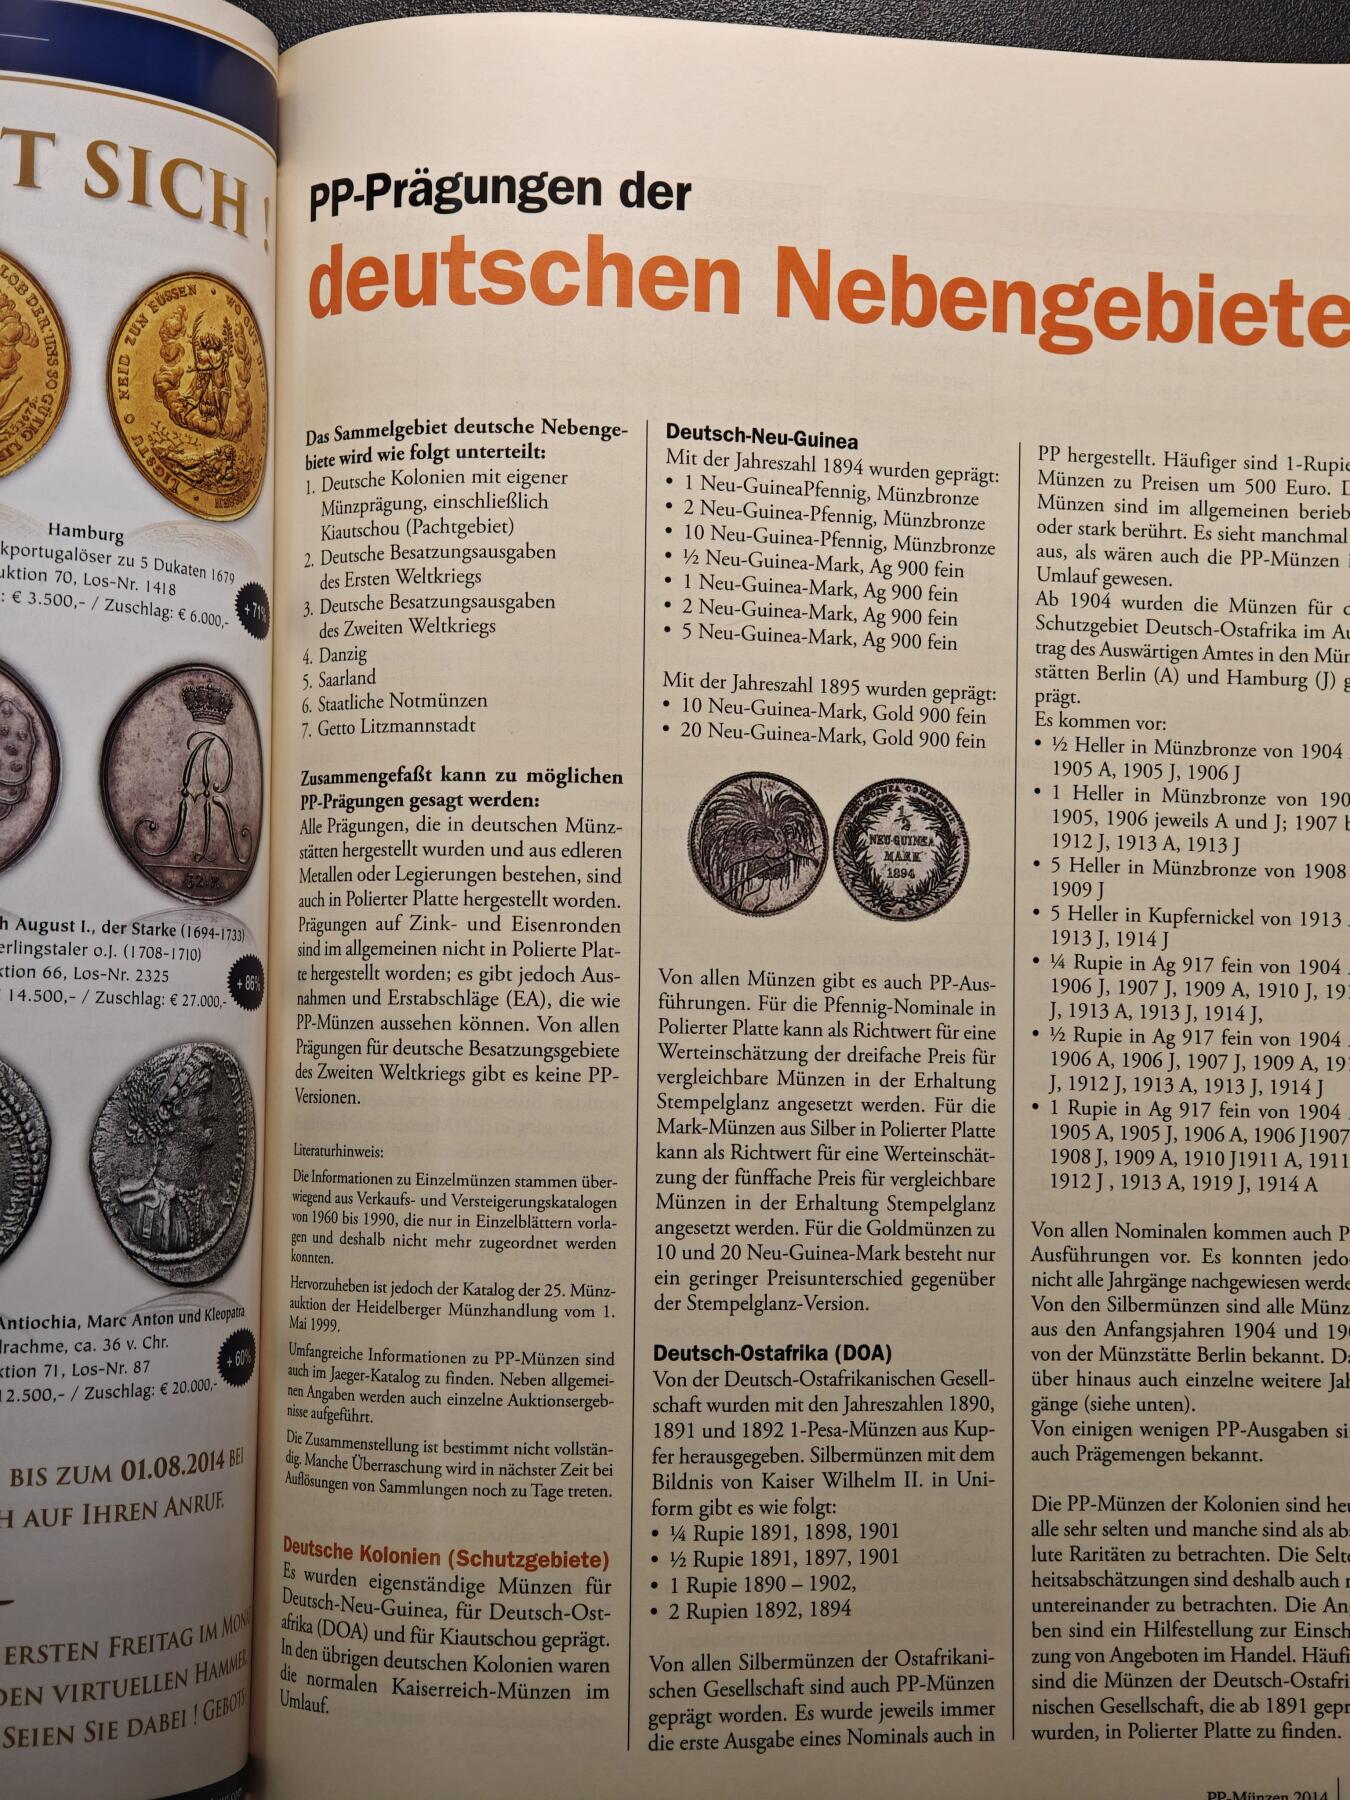 T SICH !
Hamburg
kportugalöser zu 5 Dukaten 1679
uktion 70, Los-Nr. 1418
: € 3.500,- / Zuschlag: € 6.000,-
+ 71%
h August I., der Starke (1694-1733)
erlingstaler o.J. (1708-1710)
tion 66, Los-Nr. 2325
14.500,- / Zuschlag: € 27.000,-
+ 86%
Antiochia, Marc Anton und Kleopatra
drachme, ca. 36 v. Chr.
tion 71, Los-Nr. 87
12.500,- / Zuschlag: € 20.000,-
+ 60%
BIS ZUM 01.08.2014 BEI
H AUF IHREN ANRUF.
ERSTEN FREITAG IM MONA
DEN VIRTUELLEN HAMMER.
SEIEN SIE DABEI ! GEBOTS-
PP-Prägungen der
deutschen Nebengebiete
Das Sammelgebiet deutsche Nebenge-
biete wird wie folgt unterteilt:
1. Deutsche Kolonien mit eigener
Münzprägung, einschließlich
Kiautschou (Pachtgebiet)
2. Deutsche Besatzungsausgaben
des Ersten Weltkriegs
3. Deutsche Besatzungsausgaben
des Zweiten Weltkriegs
4. Danzig
5. Saarland
6. Staatliche Notmünzen
7. Getto Litzmannstadt
Zusammengefaßt kann zu möglichen
PP-Prägungen gesagt werden:
Alle Prägungen, die in deutschen Münz-
stätten hergestellt wurden und aus edleren
Metallen oder Legierungen bestehen, sind
auch in Polierter Platte hergestellt worden.
Prägungen auf Zink- und Eisenronden
sind im allgemeinen nicht in Polierte Plat-
te hergestellt worden; es gibt jedoch Aus-
nahmen und Erstabschläge (EA), die wie
PP-Münzen aussehen können. Von allen
Prägungen für deutsche Besatzungsgebiete
des Zweiten Weltkriegs gibt es keine PP-
Versionen.
Literaturhinweis:
Die Informationen zu Einzelmünzen stammen über-
wiegend aus Verkaufs- und Versteigerungskatalogen
von 1960 bis 1990, die nur in Einzelblättern vorla-
gen und deshalb nicht mehr zugeordnet werden
konnten.
Hervorzuheben ist jedoch der Katalog der 25. Münz-
auktion der Heidelberger Münzhandlung vom 1.
Mai 1999.
Umfangreiche Informationen zu PP-Münzen sind
auch im Jaeger-Katalog zu finden. Neben allgemei-
nen Angaben werden auch einzelne Auktionsergeb-
nisse aufgeführt.
Die Zusammenstellung ist bestimmt nicht vollstän-
dig. Manche Überraschung wird in nächster Zeit bei
Auflösungen von Sammlungen noch zu Tage treten.
Deutsche Kolonien (Schutzgebiete)
Es wurden eigenständige Münzen für
Deutsch-Neu-Guinea, für Deutsch-Ost-
afrika (DOA) und für Kiautschou geprägt.
In den übrigen deutschen Kolonien waren
die normalen Kaiserreich-Münzen im
Umlauf.
Deutsch-Neu-Guinea
Mit der Jahreszahl 1894 wurden geprägt:
• 1 Neu-GuineaPfennig, Münzbronze
• 2 Neu-Guinea-Pfennig, Münzbronze
• 10 Neu-Guinea-Pfennig, Münzbronze
• ½ Neu-Guinea-Mark, Ag 900 fein
• 1 Neu-Guinea-Mark, Ag 900 fein
• 2 Neu-Guinea-Mark, Ag 900 fein
• 5 Neu-Guinea-Mark, Ag 900 fein
Mit der Jahreszahl 1895 wurden geprägt:
• 10 Neu-Guinea-Mark, Gold 900 fein
• 20 Neu-Guinea-Mark, Gold 900 fein
NEU-GUINEA COMPAGNIE
1/2
NEU-GUINEA
MARK
1894
A
Von allen Münzen gibt es auch PP-Aus-
führungen. Für die Pfennig-Nominale in
Polierter Platte kann als Richtwert für eine
Werteinschätzung der dreifache Preis für
vergleichbare Münzen in der Erhaltung
Stempelglanz angesetzt werden. Für die
Mark-Münzen aus Silber in Polierter Platte
kann als Richtwert für eine Werteinschät-
zung der fünffache Preis für vergleichbare
Münzen in der Erhaltung Stempelglanz
angesetzt werden. Für die Goldmünzen zu
10 und 20 Neu-Guinea-Mark besteht nur
ein geringer Preisunterschied gegenüber
der Stempelglanz-Version.
Deutsch-Ostafrika (DOA)
Von der Deutsch-Ostafrikanischen Gesell-
schaft wurden mit den Jahreszahlen 1890,
1891 und 1892 1-Pesa-Münzen aus Kup-
fer herausgegeben. Silbermünzen mit dem
Bildnis von Kaiser Wilhelm II. in Uni-
form gibt es wie folgt:
• ¼ Rupie 1891, 1898, 1901
• ½ Rupie 1891, 1897, 1901
• 1 Rupie 1890 – 1902,
• 2 Rupien 1892, 1894
Von allen Silbermünzen der Ostafrikani-
schen Gesellschaft sind auch PP-Münzen
geprägt worden. Es wurde jeweils immer
die erste Ausgabe eines Nominals auch in
PP hergestellt. Häufiger sind 1-Rupie
Münzen zu Preisen um 500 Euro. D
Münzen sind im allgemeinen berieb
oder stark berührt. Es sieht manchmal
aus, als wären auch die PP-Münzen i
Umlauf gewesen.
Ab 1904 wurden die Münzen für d
Schutzgebiet Deutsch-Ostafrika im Au
trag des Auswärtigen Amtes in den Mün
stätten Berlin (A) und Hamburg (J) g
prägt.
Es kommen vor:
• ½ Heller in Münzbronze von 1904
1905 A, 1905 J, 1906 J
• 1 Heller in Münzbronze von 190
1905, 1906 jeweils A und J; 1907 b
1912 J, 1913 A, 1913 J
• 5 Heller in Münzbronze von 1908
1909 J
• 5 Heller in Kupfernickel von 1913
1913 J, 1914 J
• ¼ Rupie in Ag 917 fein von 1904
1906 J, 1907 J, 1909 A, 1910 J, 191
J, 1913 A, 1913 J, 1914 J,
• ½ Rupie in Ag 917 fein von 1904
1906 A, 1906 J, 1907 J, 1909 A, 191
J, 1912 J, 1913 A, 1913 J, 1914 J
• 1 Rupie in Ag 917 fein von 1904
1905 A, 1905 J, 1906 A, 1906 J1907
1908 J, 1909 A, 1910 J1911 A, 1911
1912 J , 1913 A, 1919 J, 1914 A
Von allen Nominalen kommen auch P
Ausführungen vor. Es konnten jedo
nicht alle Jahrgänge nachgewiesen werde
Von den Silbermünzen sind alle Münz
aus den Anfangsjahren 1904 und 190
von der Münzstätte Berlin bekannt. Da
über hinaus auch einzelne weitere Jah
gänge (siehe unten).
Von einigen wenigen PP-Ausgaben si
auch Prägemengen bekannt.
Die PP-Münzen der Kolonien sind heu
alle sehr selten und manche sind als abs
lute Raritäten zu betrachten. Die Selte
heitsabschätzungen sind deshalb auch n
untereinander zu betrachten. Die Ang
ben sind ein Hilfestellung zur Einsch
zung von Angeboten im Handel. Häufi
sind die Münzen der Deutsch-Ostafri
nischen Gesellschaft, die ab 1891 gepr
wurden, in Polierter Platte zu finden.
PP-Münzen 2014